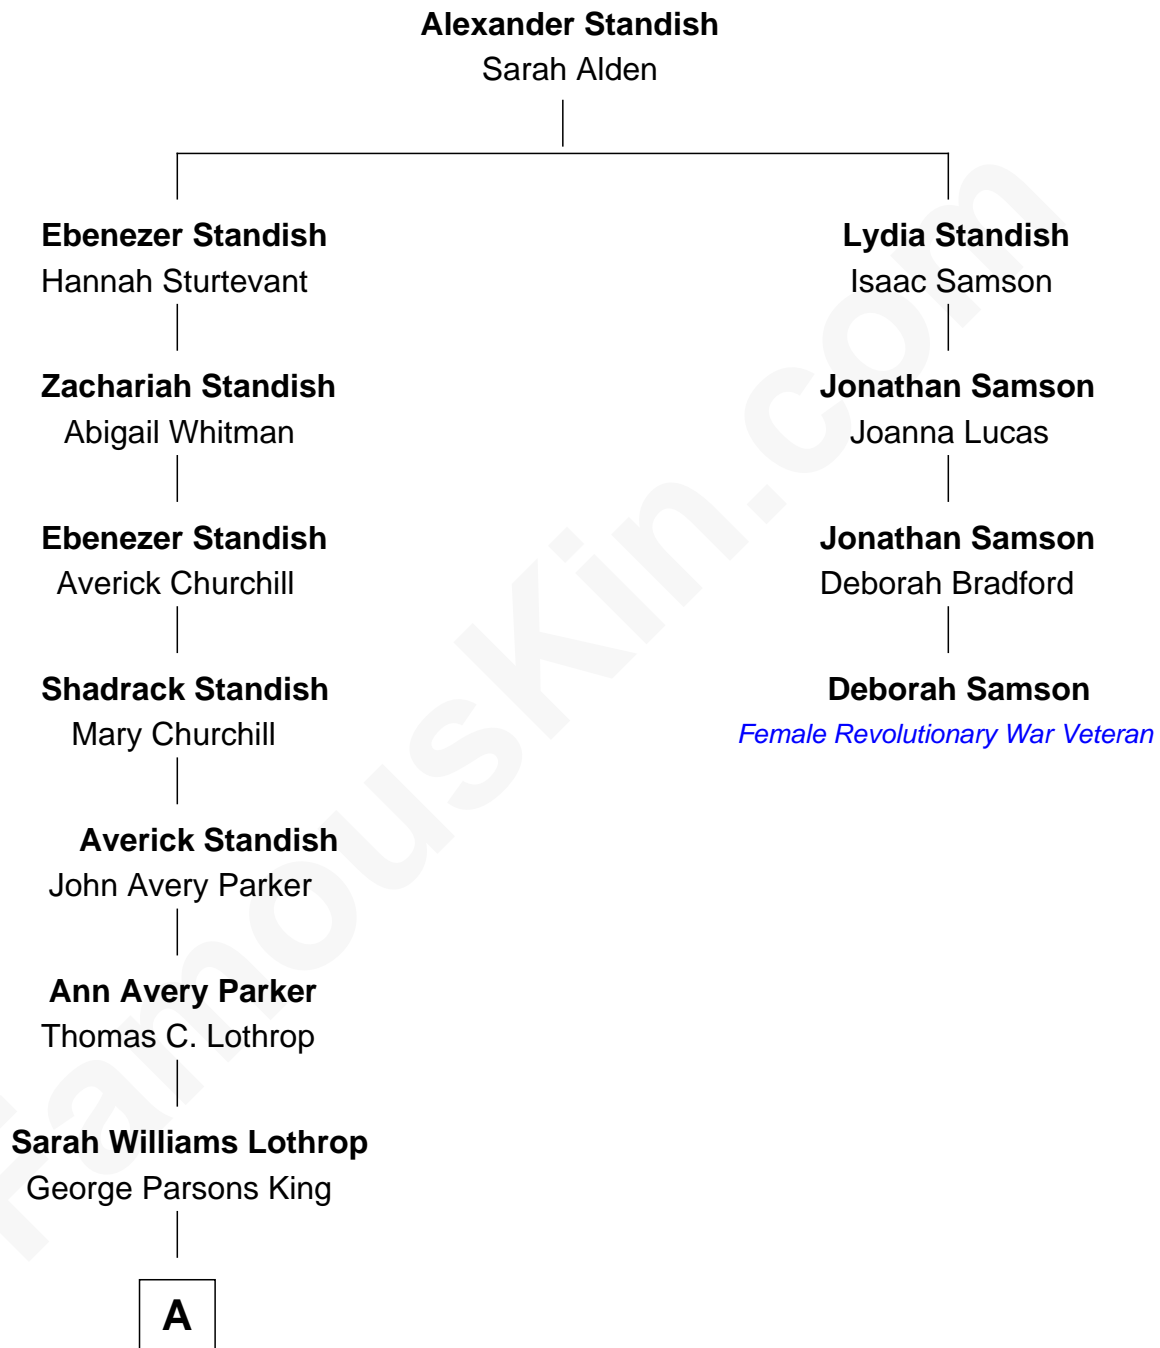 Alexander Standish
Sarah Alden
Ebenezer Standish
Hannah Sturtevant
Lydia Standish
Isaac Samson
Zachariah Standish
Abigail Whitman
Jonathan Samson
Joanna Lucas
Ebenezer Standish
Averick Churchill
Jonathan Samson
Deborah Bradford
Shadrack Standish
Mary Churchill
Deborah Samson
Female Revolutionary War Veteran
Averick Standish
John Avery Parker
Ann Avery Parker
Thomas C. Lothrop
Sarah Williams Lothrop
George Parsons King
A
FamousKin.com